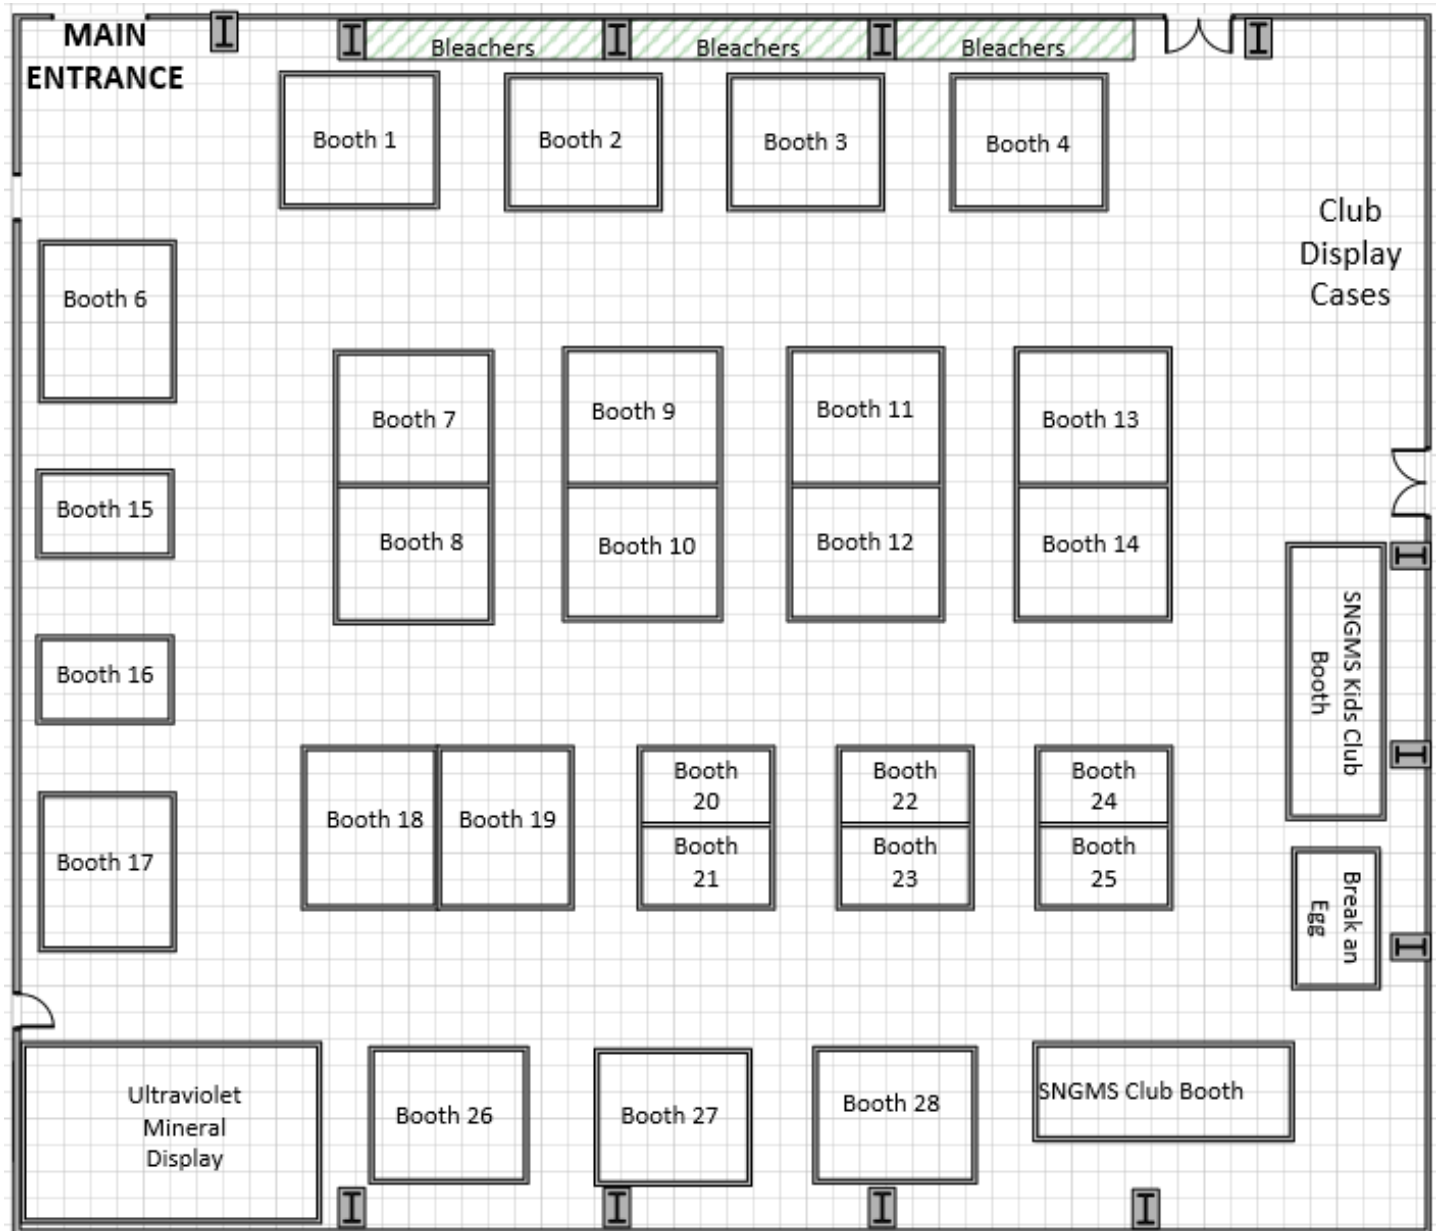 MAIN
ENTRANCE
Bleachers
Bleachers
Bleachers
Booth 1
Booth 2
Booth 3
Booth 4
Club
Display
Cases
Booth 6
Booth 7
Booth 9
Booth 11
Booth 13
Booth 15
Booth 8
Booth 10
Booth 12
Booth 14
SNGMS Kids Club
Booth
Booth 16
Booth 18
Booth 19
Booth
20
Booth
22
Booth
24
Booth 17
Booth
21
Booth
23
Booth
25
Break an
Egg
Ultraviolet
Mineral
Display
Booth 26
Booth 27
Booth 28
SNGMS Club Booth